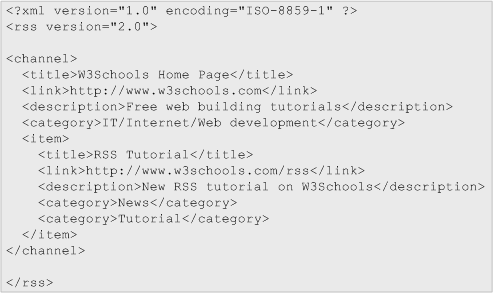 <?xml version="1.0" encoding="ISO-8859-1" ?>
<rss version="2.0">

<channel>
  <title>W3Schools Home Page</title>
  <link>http://www.w3schools.com</link>
  <description>Free web building tutorials</description>
  <category>IT/Internet/Web development</category>
  <item>
    <title>RSS Tutorial</title>
    <link>http://www.w3schools.com/rss</link>
    <description>New RSS tutorial on W3Schools</description>
    <category>News</category>
    <category>Tutorial</category>
  </item>
</channel>

</rss>